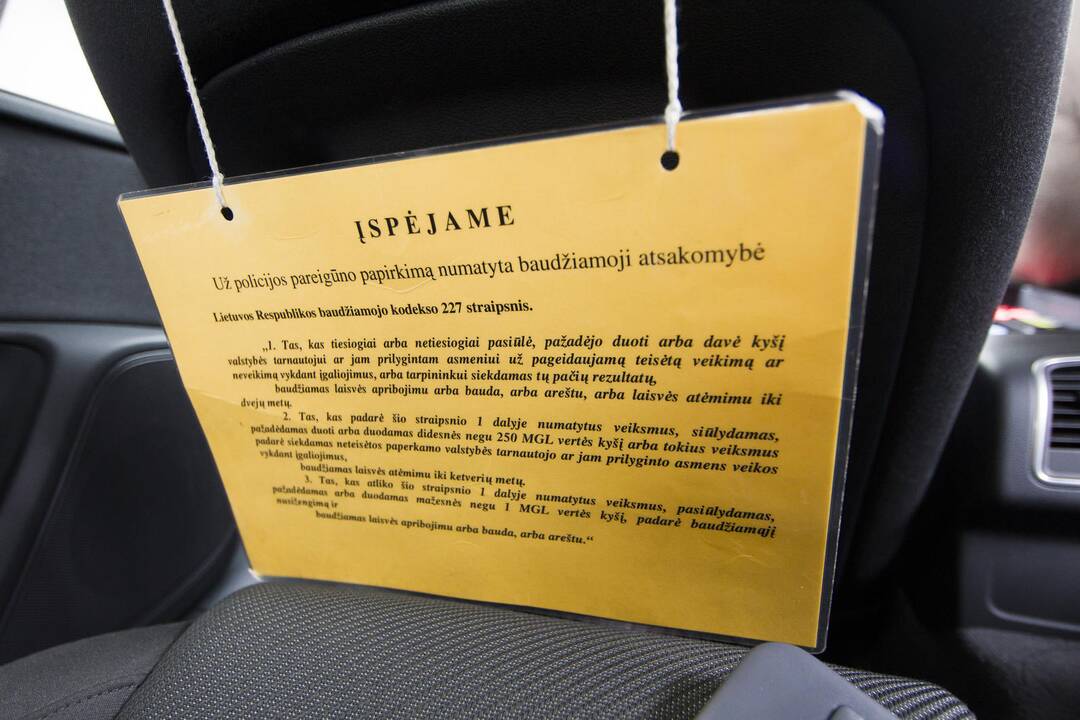 ĮSPĖJAME
Už policijos pareigūno papirkimą numatyta baudžiamoji atsakomybė
Lietuvos Respublikos baudžiamojo kodekso 227 straipsnis.
„1. Tas, kas tiesiogiai arba netiesiogiai pasiūlė, pažadėjo duoti arba davė kyšį
valstybės tarnautojui ar jam prilygintam asmeniui už pageidaujamą teisėtą veikimą ar
neveikimą vykdant įgaliojimus, arba tarpininkui siekdamas tų pačių rezultatų,
baudžiamas laisvės apribojimu arba bauda, arba areštu, arba laisvės atėmimu iki
dvejų metų.
2. Tas, kas padarė šio straipsnio 1 dalyje numatytus veiksmus, siūlydamas,
pažadėdamas duoti arba duodamas didesnės negu 250 MGL vertės kyšį arba tokius veiksmus
padarė siekdamas neteisėtos paperkamo valstybės tarnautojo ar jam prilyginto asmens veikos
vykdant įgaliojimus,
baudžiamas laisvės atėmimu iki ketverių metų.
3. Tas, kas atliko šio straipsnio 1 dalyje numatytus veiksmus, pasiūlydamas,
pažadėdamas arba duodamas mažesnės negu 1 MGL vertės kyšį, padarė baudžiamąjį
nusižengimą ir
baudžiamas laisvės apribojimu arba bauda, arba areštu.“